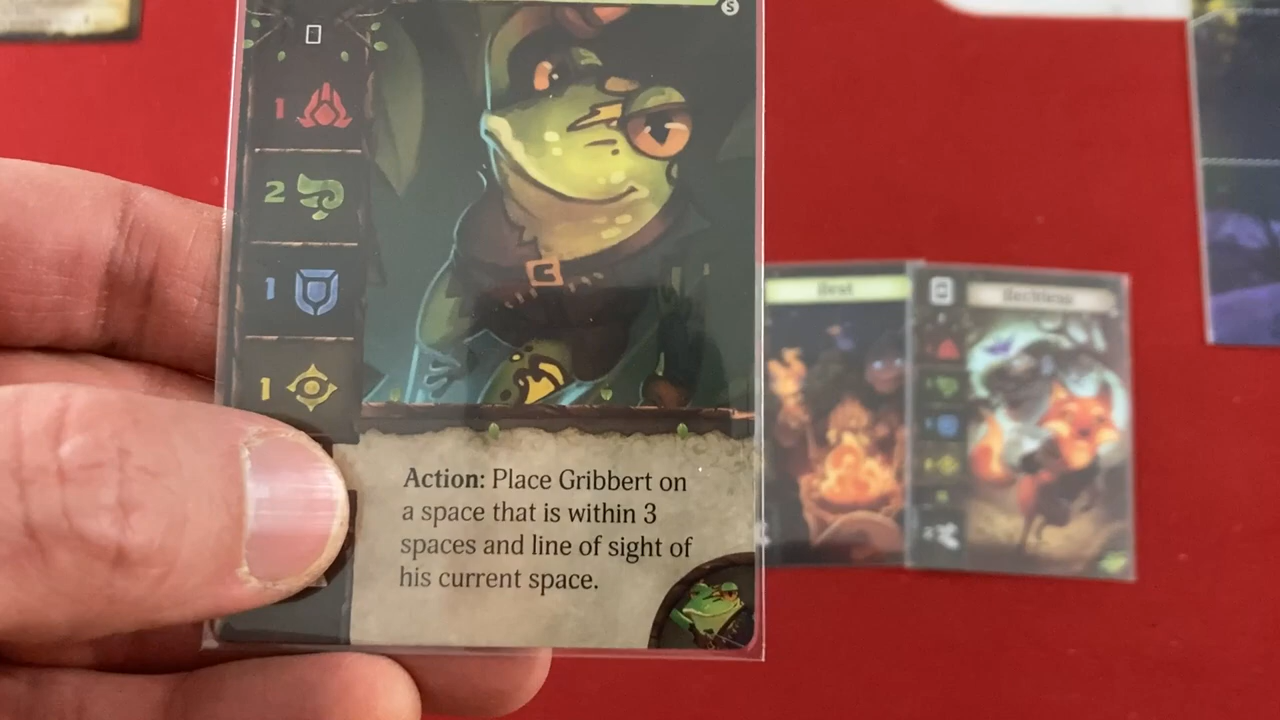 S
1
2
1
1
Action: Place Gribbert on
a space that is within 3
spaces and line of sight of
his current space.
Rest
Reckless